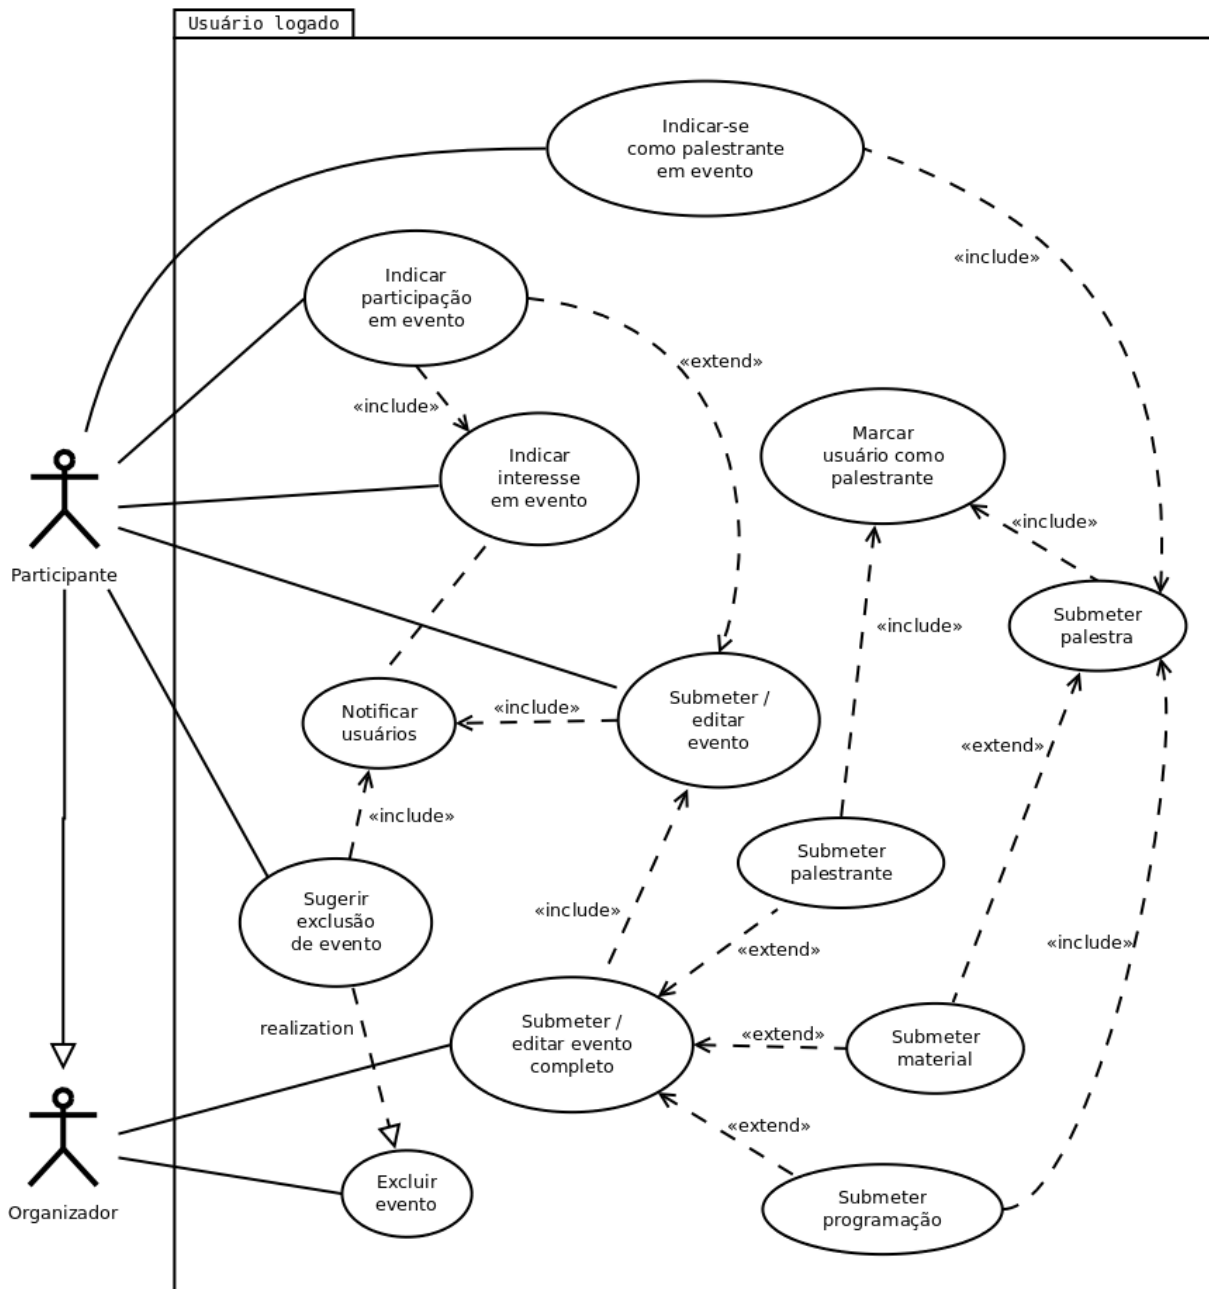 Usuário logado
Indicar-se
como palestrante
em evento
«include»
Indicar
participação
em evento
«extend»
«include»
Marcar
usuário como
palestrante
Indicar
interesse
em evento
«include»
Participante
Submeter
palestra
«include»
Submeter /
editar
evento
«include»
Notificar
usuários
«extend»
«include»
Submeter
palestrante
Sugerir
exclusão
de evento
«include»
«extend»
«include»
realization
Submeter /
editar evento
completo
«extend»
Submeter
material
«extend»
Excluir
evento
Submeter
programação
Organizador